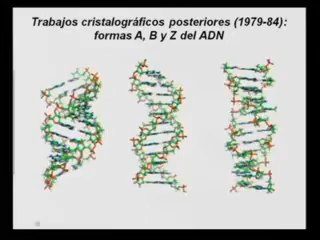 Trabajos cristalográficos posteriores (1979-84):
formas A, B y Z del ADN